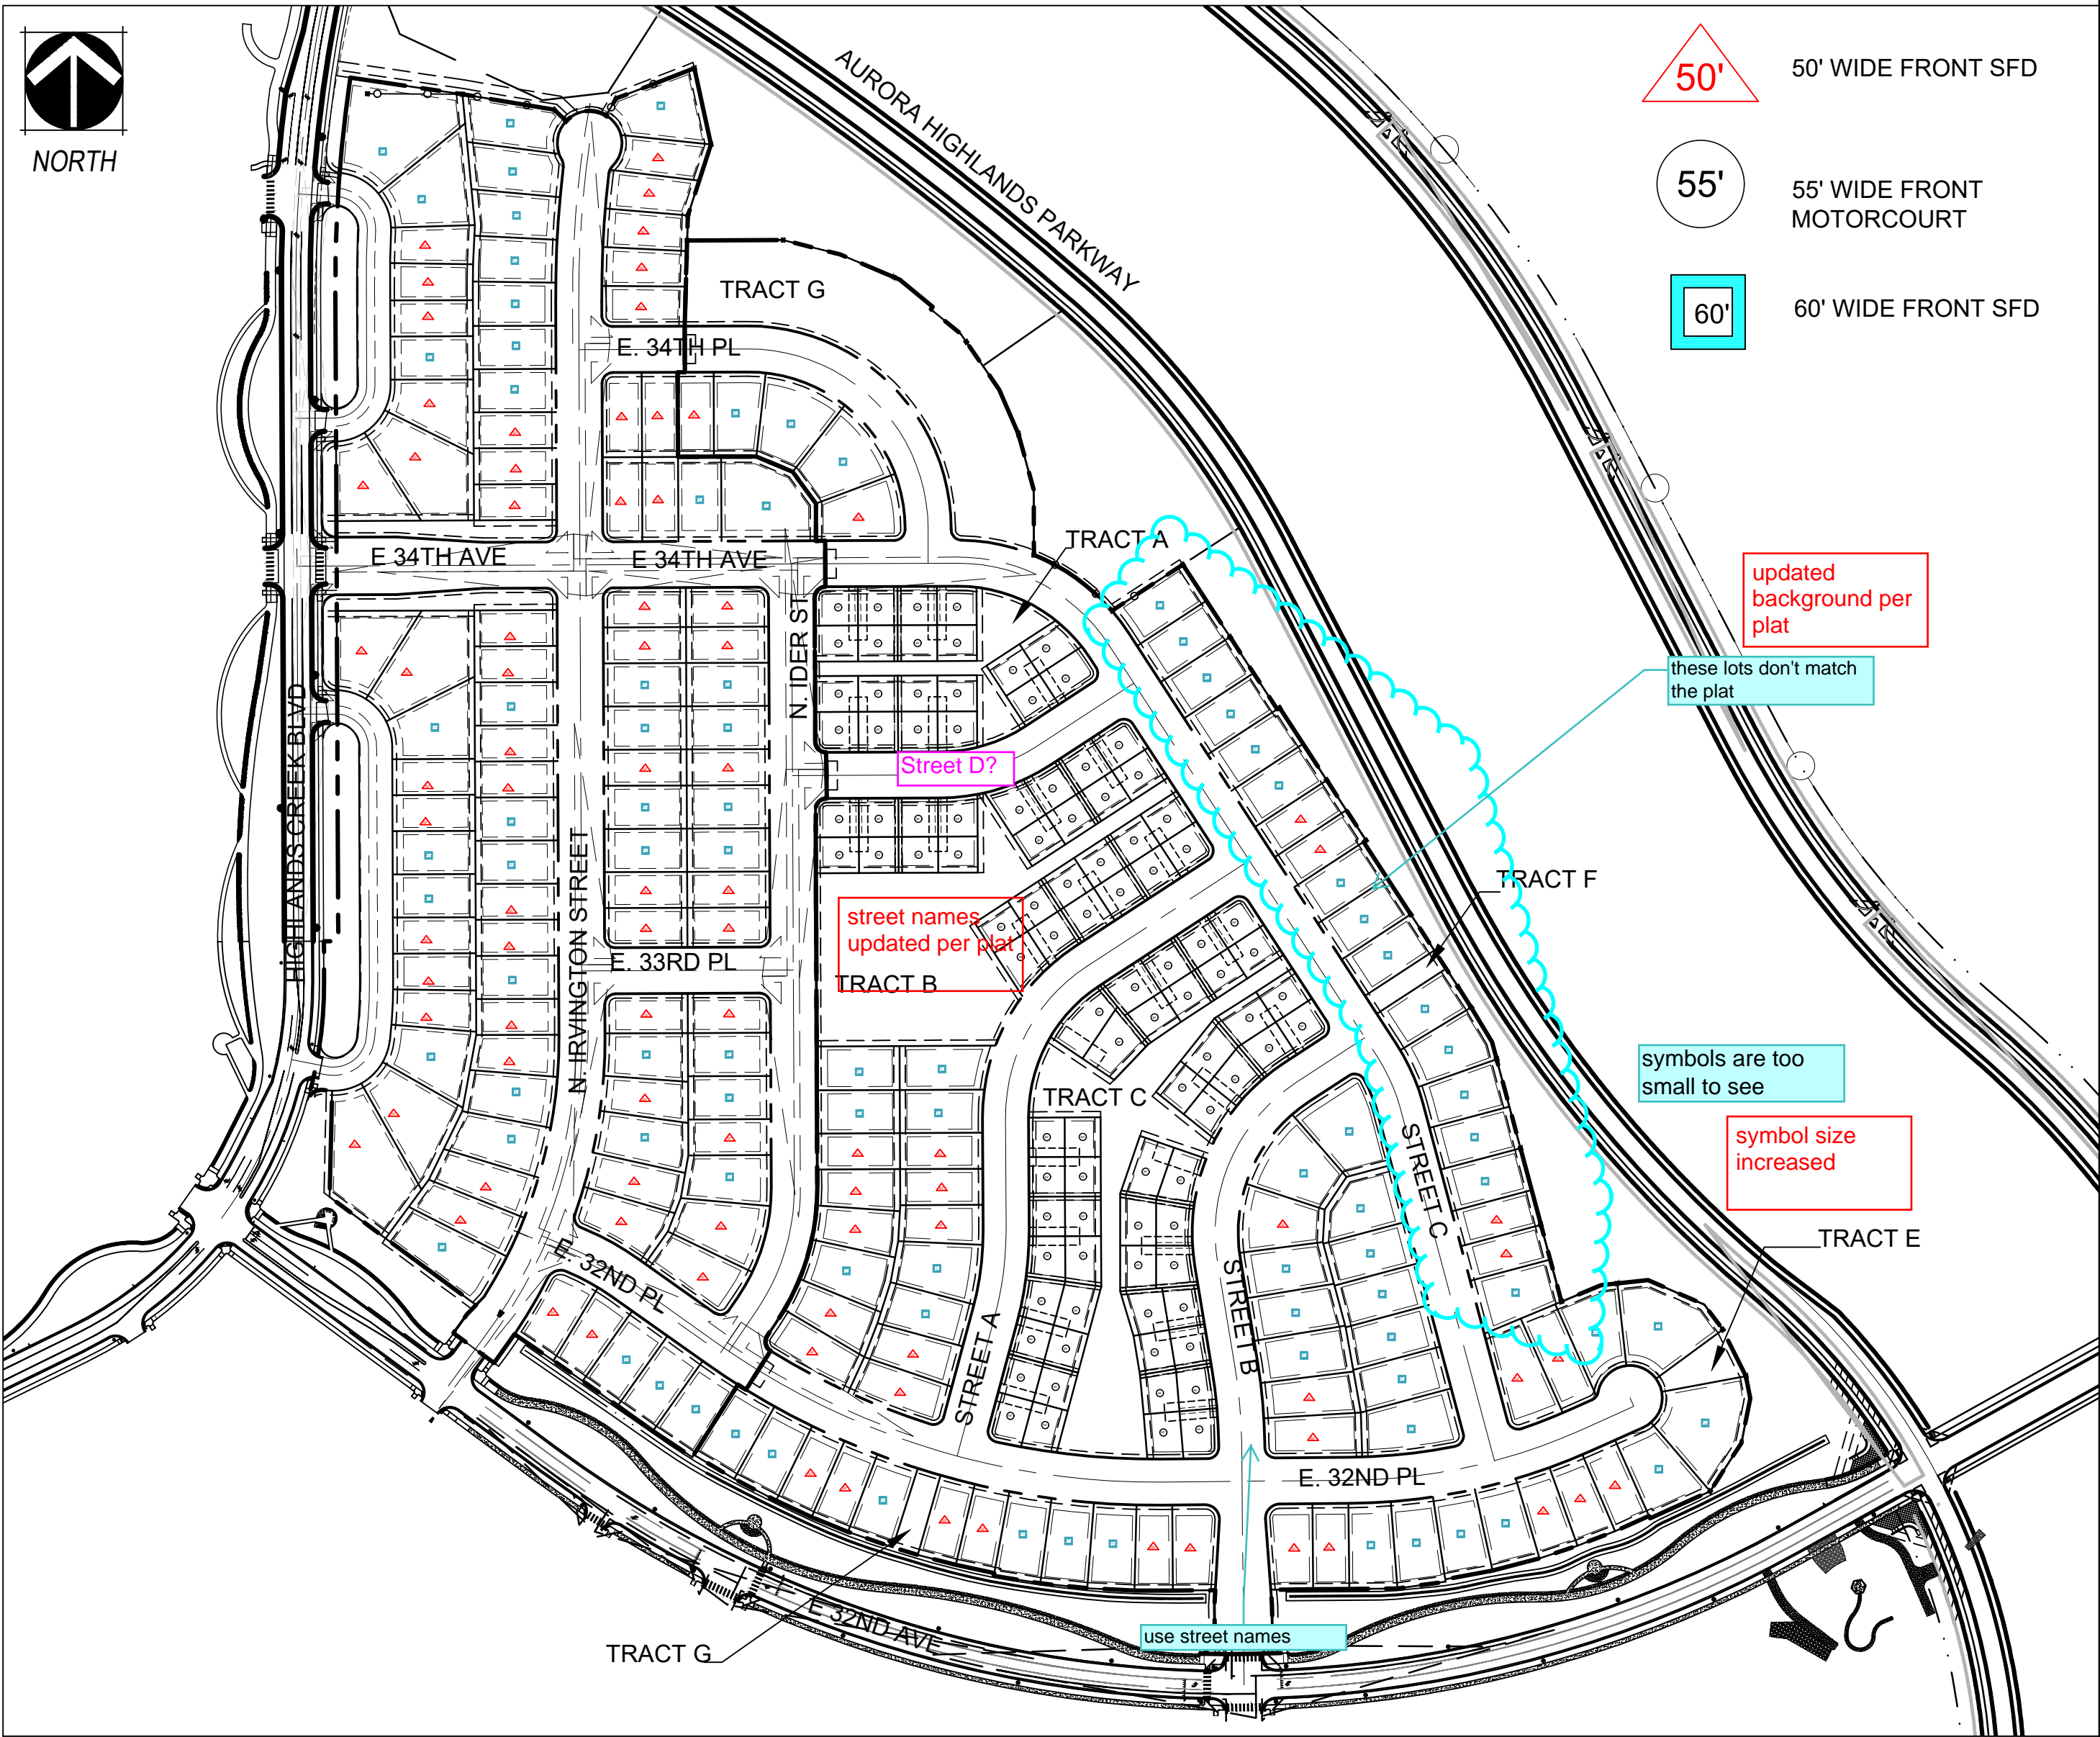 NORTH
50'
50' WIDE FRONT SFD
55'
55' WIDE FRONT
MOTORCOURT
60'
60' WIDE FRONT SFD
AURORA HIGHLANDS PARKWAY
TRACT G
E. 34TH PL
E 34TH AVE
E 34TH AVE
TRACT A
N. IDER ST
HIGHLANDS CREEK BLVD
N. IRVINGTON STREET
Street D?
updated
background per
plat
these lots don't match
the plat
TRACT F
street names
updated per plat
E. 33RD PL
TRACT B
symbols are too
small to see
TRACT C
symbol size
increased
STREET C
TRACT E
E. 32ND PL
STREET B
STREET A
E. 32ND PL
E 32ND AVE
use street names
TRACT G